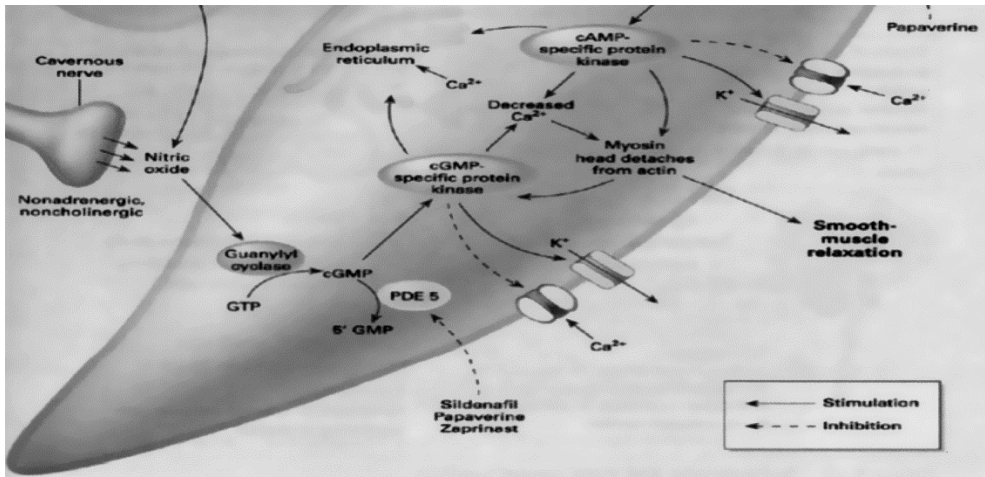 Papaverine
cAMP-
specific protein
kinase
Endoplasmic
reticulum
Ca²⁺
Cavernous
nerve
K⁺
Ca²⁺
Decreased
Ca²⁺
Nitric
oxide
Myosin
head detaches
from actin
cGMP-
specific protein
kinase
Nonadrenergic,
noncholinergic
Smooth-
muscle
relaxation
Guanylyl
cyclase
K⁺
cGMP
GTP
PDE 5
5' GMP
Ca²⁺
Sildenafil
Papaverine
Zaprinast
Stimulation
Inhibition